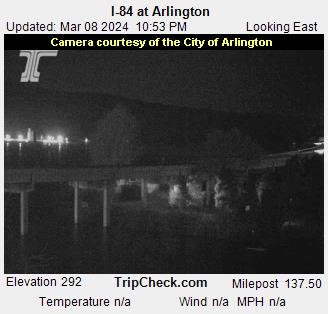 I-84 at Arlington
Updated: Mar 08 2024 10:53 PM Looking East
Camera courtesy of the City of Arlington
Elevation 292 TripCheck.com Milepost 137.50
Temperature n/a Wind n/a MPH n/a